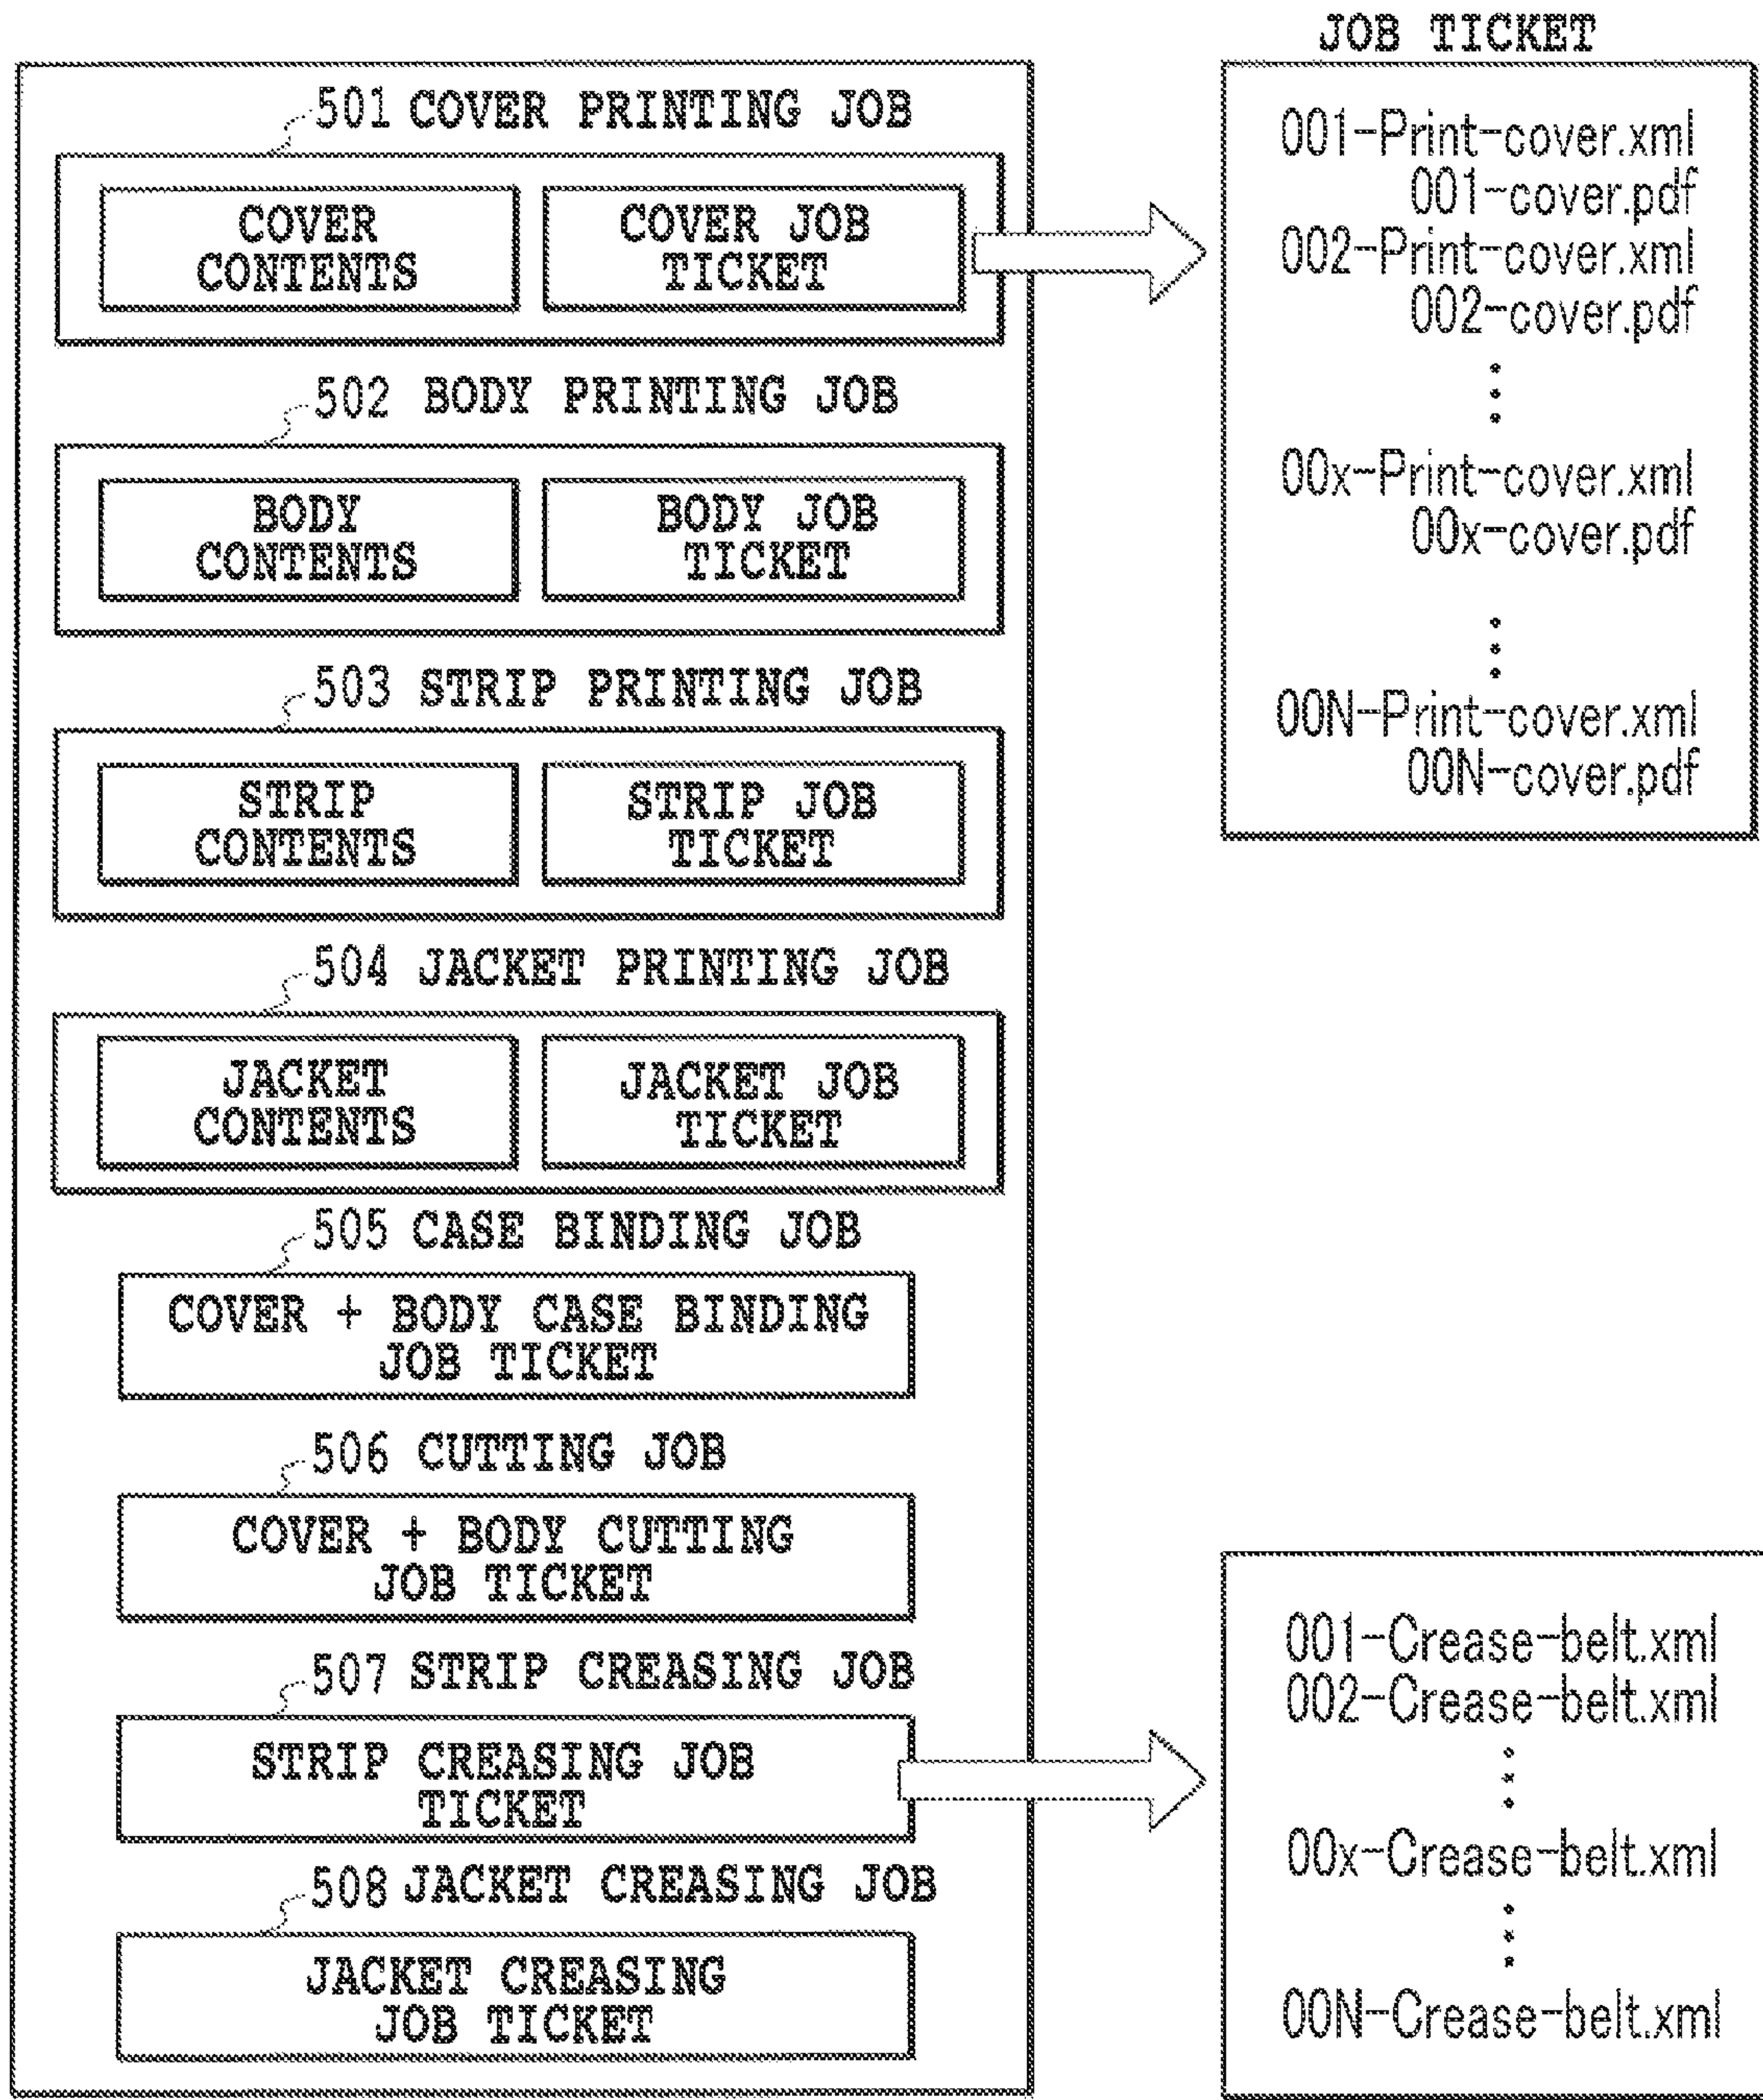 501 COVER PRINTING JOB
COVER
CONTENTS
COVER JOB
TICKET
502 BODY PRINTING JOB
BODY
CONTENTS
BODY JOB
TICKET
503 STRIP PRINTING JOB
STRIP
CONTENTS
STRIP JOB
TICKET
504 JACKET PRINTING JOB
JACKET
CONTENTS
JACKET JOB
TICKET
505 CASE BINDING JOB
COVER + BODY CASE BINDING
JOB TICKET
506 CUTTING JOB
COVER + BODY CUTTING
JOB TICKET
507 STRIP CREASING JOB
STRIP CREASING JOB
TICKET
508 JACKET CREASING JOB
JACKET CREASING
JOB TICKET
JOB TICKET
001-Print-cover.xml
001-cover.pdf
002-Print-cover.xml
002-cover.pdf
00x-Print-cover.xml
00x-cover.pdf
00N-Print-cover.xml
00N-cover.pdf
001-Crease-belt.xml
002-Crease-belt.xml
00x-Crease-belt.xml
00N-Crease-belt.xml